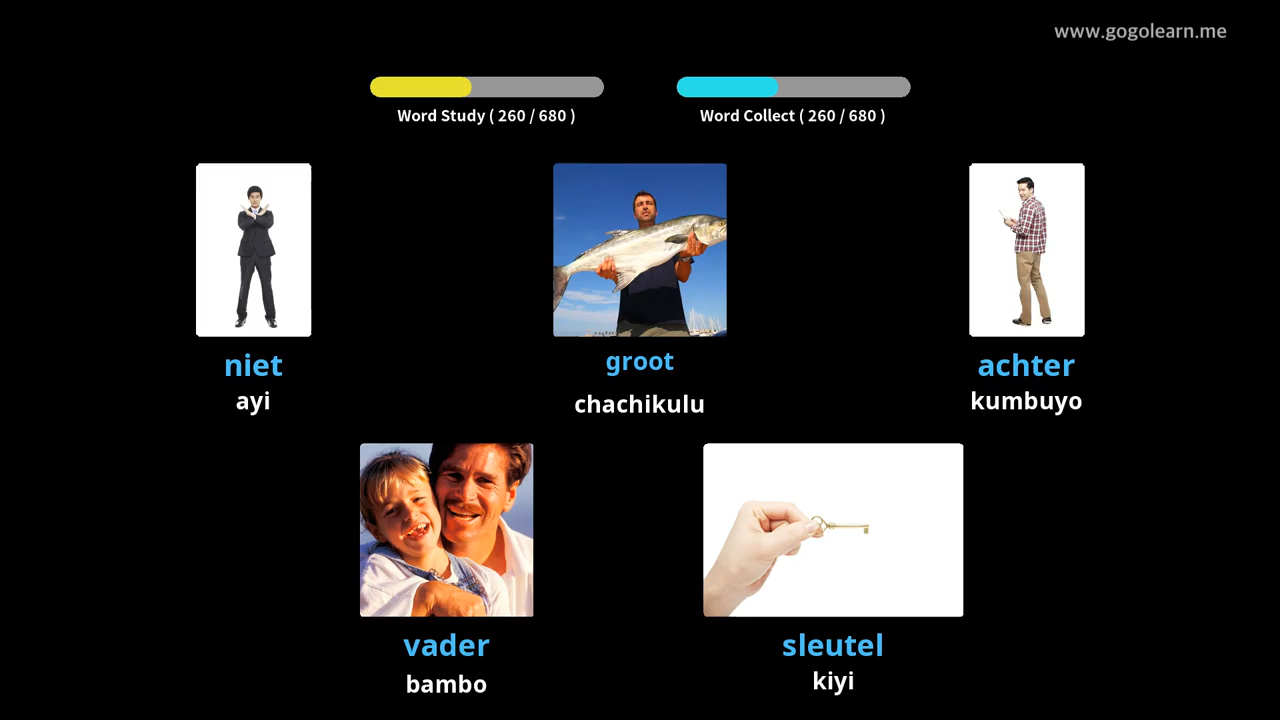 www.gogolearn.me
Word Study ( 260 / 680 )
Word Collect ( 260 / 680 )
niet
ayi
groot
chachikulu
achter
kumbuyo
vader
bambo
sleutel
kiyi